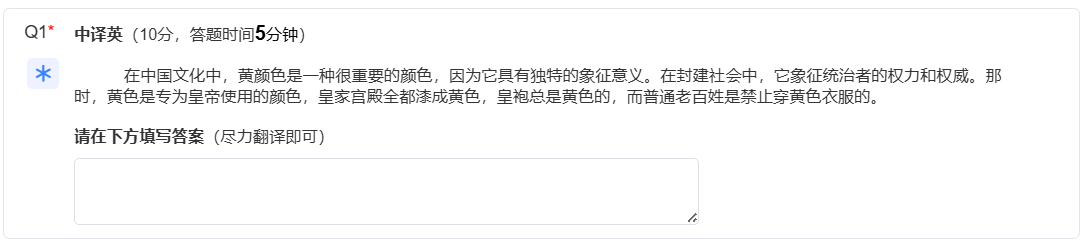 Q1* 中译英（10分，答题时间5分钟）
在中国文化中，黄颜色是一种很重要的颜色，因为它具有独特的象征意义。在封建社会中，它象征统治者的权力和权威。那
时，黄色是专为皇帝使用的颜色，皇家宫殿全都漆成黄色，皇袍总是黄色的，而普通老百姓是禁止穿黄色衣服的。
请在下方填写答案（尽力翻译即可）